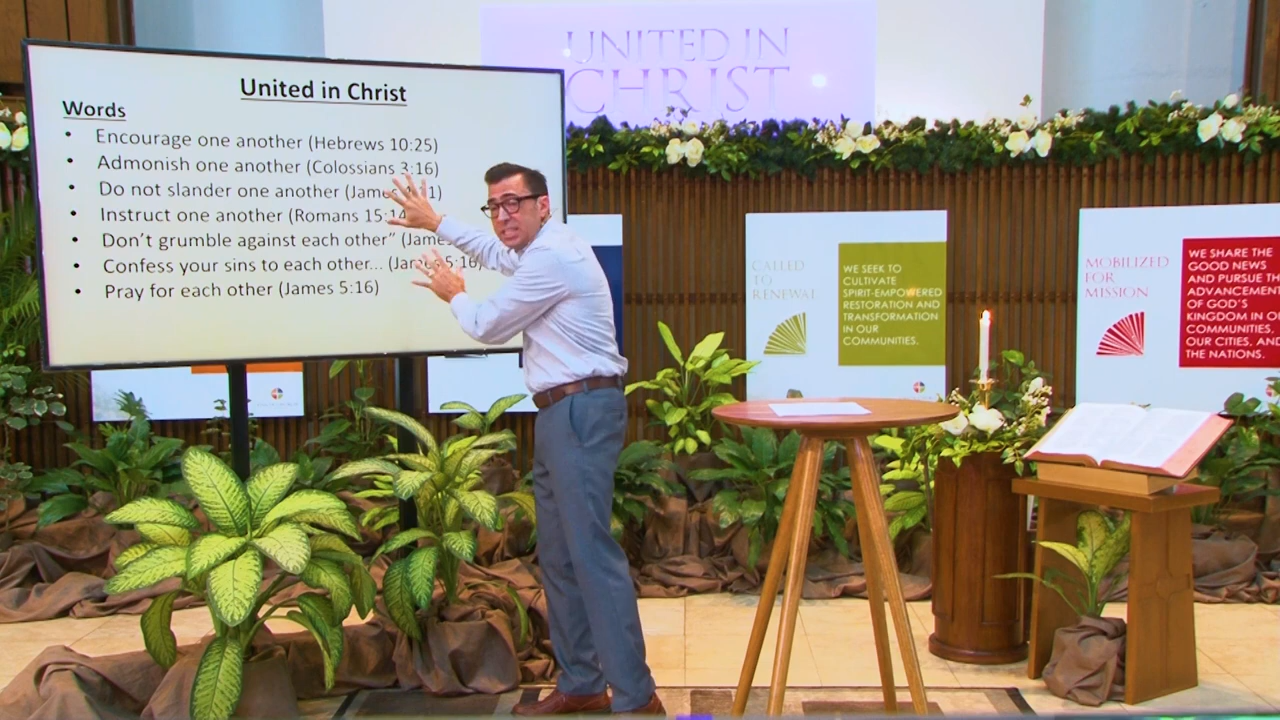 UNITED IN
CHRIST
United in Christ
Words
• Encourage one another (Hebrews 10:25)
• Admonish one another (Colossians 3:16)
• Do not slander one another
• Instruct one another (Romans 15:14
• Don’t grumble against each other”
• Confess your sins to each other... 5:16)
• Pray for each other (James 5:16)
CALLED
TO
RENEWAL
WE SEEK TO
CULTIVATE
SPIRIT-EMPOWERED
RESTORATION AND
TRANSFORMATION
IN OUR
COMMUNITIES.
MOBILIZED
FOR
MISSION
WE SHARE THE
GOOD NEWS
AND PURSUE TH
ADVANCEMENT
OF GOD'S
KINGDOM IN OU
COMMUNITIES,
OUR CITIES, AND
THE NATIONS.